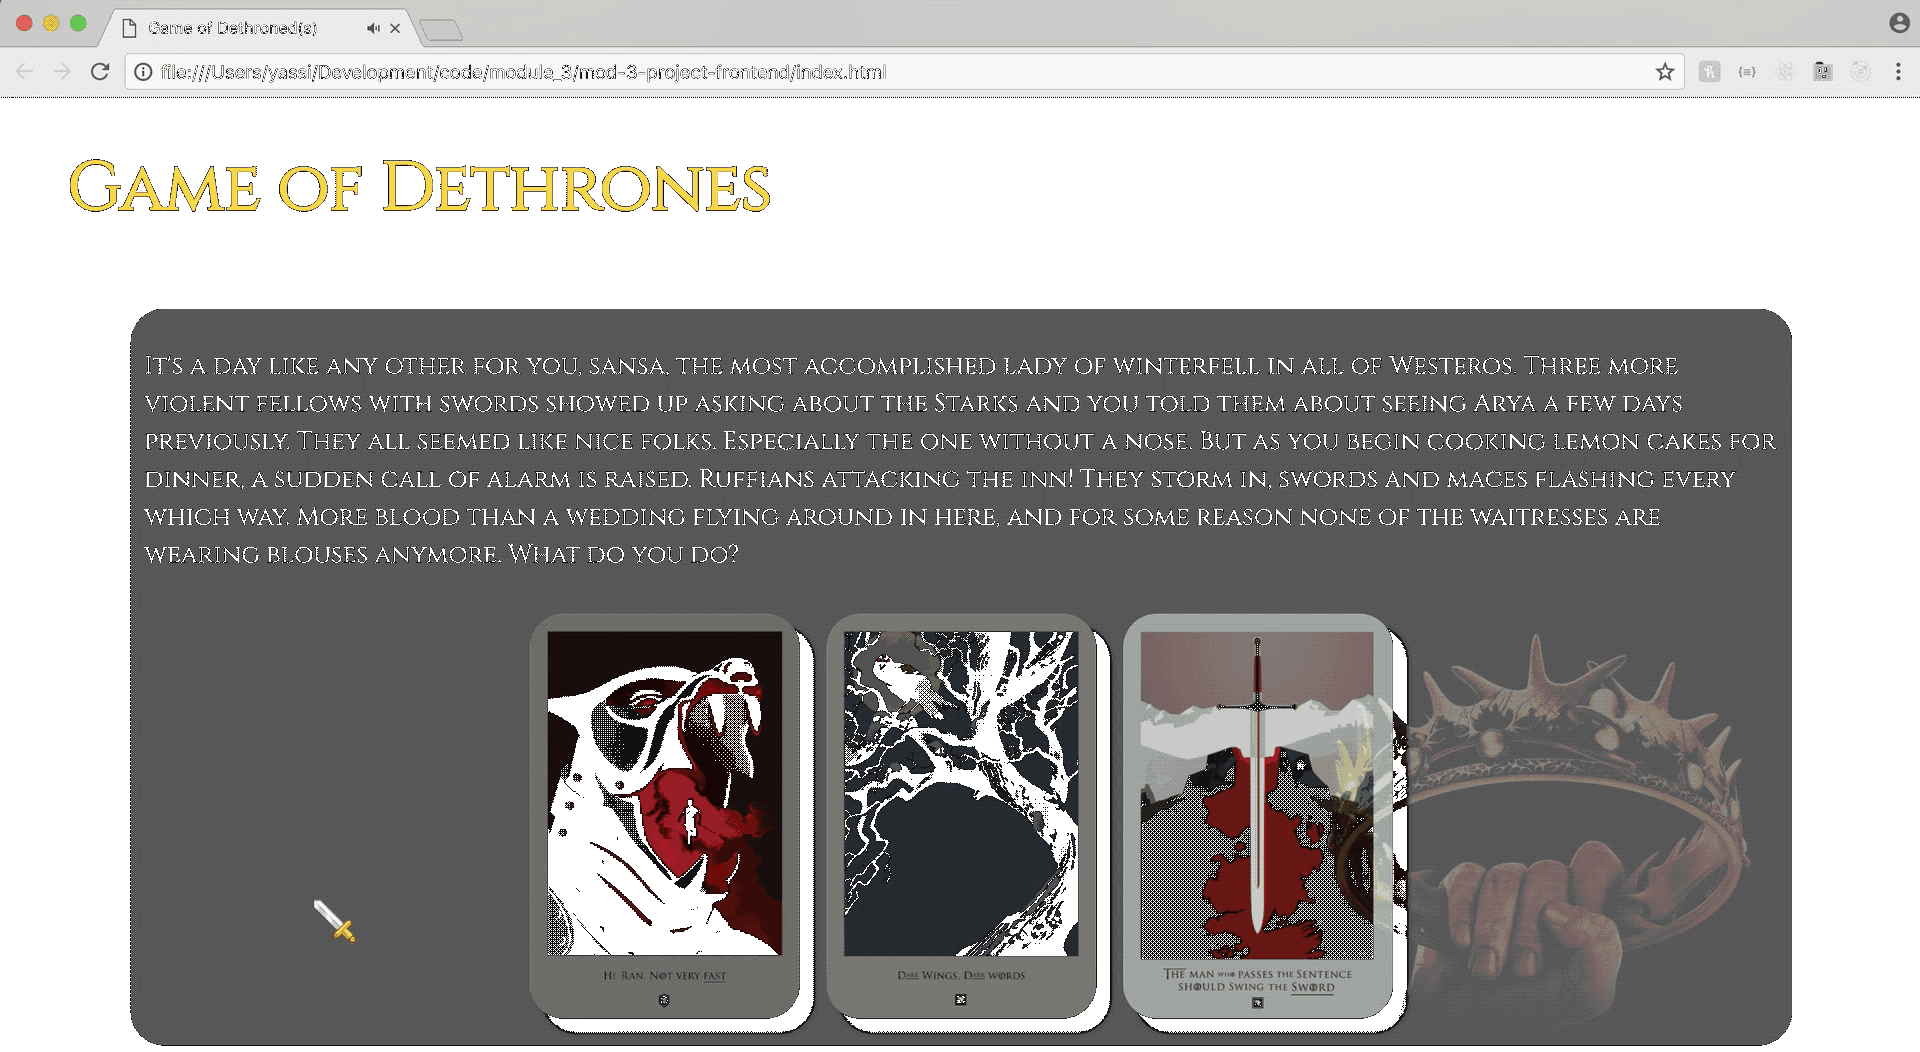 Game of Dethroned(s)
file:///Users/yassi/Development/code/module_3/mod-3-project-frontend/index.html
Game of Dethrones
It's a day like any other for you, sansa, the most accomplished lady of winterfell in all of Westeros. Three more
violent fellows with swords showed up asking about the Starks and you told them about seeing Arya a few days
previously. They all seemed like nice folks. Especially the one without a nose. But as you begin cooking lemon cakes for
dinner, a sudden call of alarm is raised. Ruffians attacking the inn! They storm in, swords and maces flashing every
which way. More blood than a wedding flying around in here, and for some reason none of the waitresses are
wearing blouses anymore. What do you do?
He Ran. Not very fast
Dark Wings, Dark words
The man who passes the Sentence
should Swing the Sword